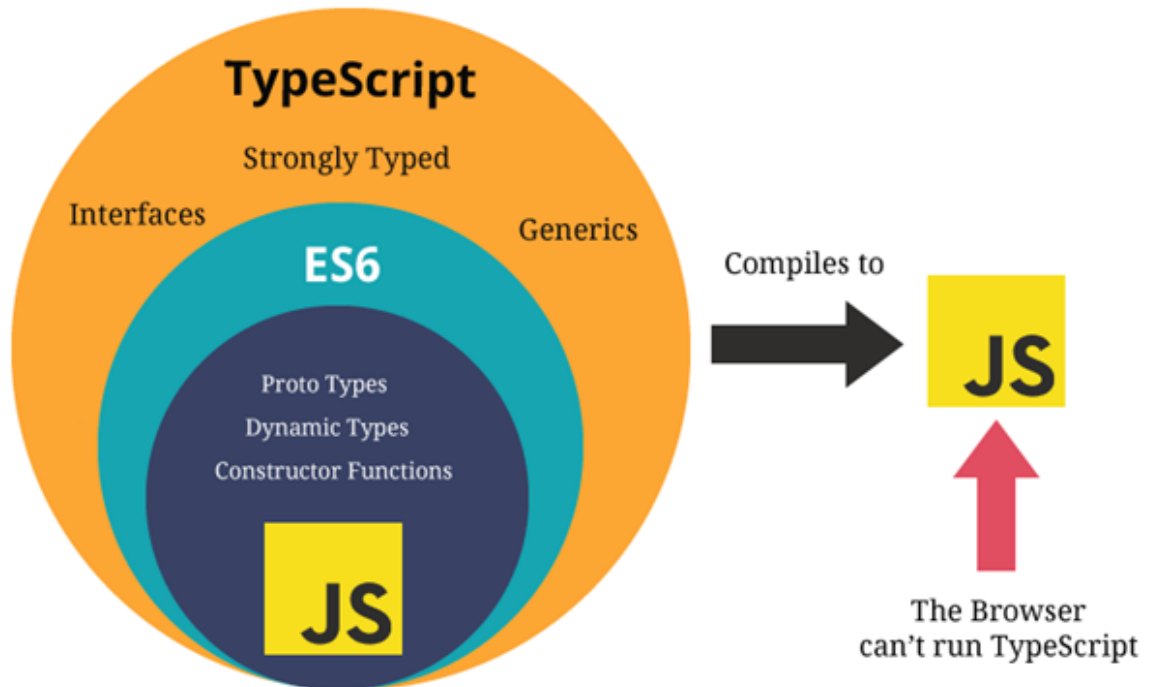 TypeScript
Strongly Typed
Interfaces
Generics
ES6
Proto Types
Dynamic Types
Constructor Functions
JS
Compiles to
JS
The Browser
can't run TypeScript